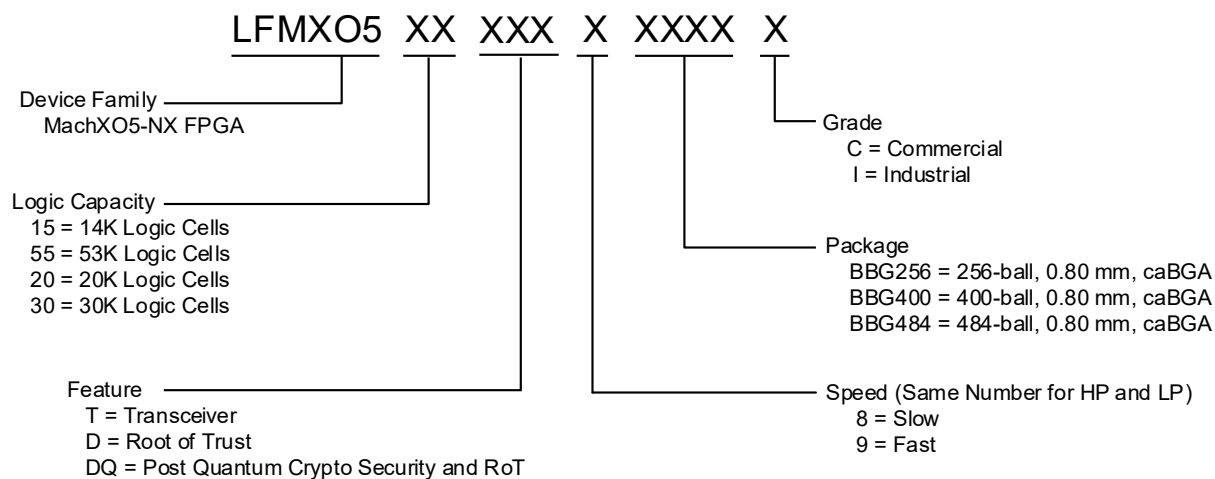 LFMXO5 XX XXX X XXXX X
Device Family
MachXO5-NX FPGA
Grade
C = Commercial
I = Industrial
Logic Capacity
15 = 14K Logic Cells
55 = 53K Logic Cells
20 = 20K Logic Cells
30 = 30K Logic Cells
Package
BBG256 = 256-ball, 0.80 mm, caBGA
BBG400 = 400-ball, 0.80 mm, caBGA
BBG484 = 484-ball, 0.80 mm, caBGA
Feature
T = Transceiver
D = Root of Trust
DQ = Post Quantum Crypto Security and RoT
Speed (Same Number for HP and LP)
8 = Slow
9 = Fast